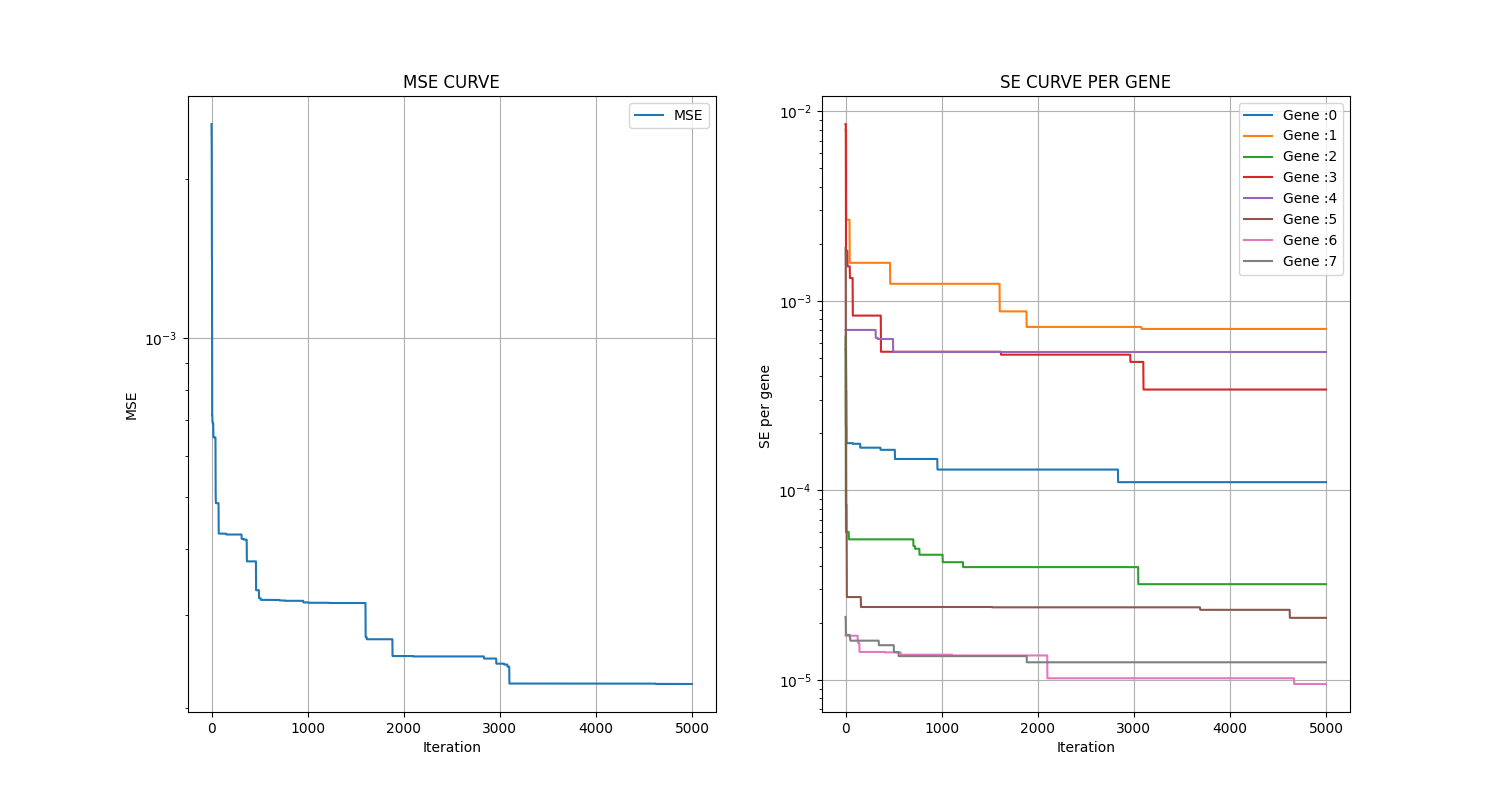 MSE CURVE
MSE
10⁻³
MSE
0 1000 2000 3000 4000 5000
Iteration
SE CURVE PER GENE
Gene :0
Gene :1
Gene :2
Gene :3
Gene :4
Gene :5
Gene :6
Gene :7
10⁻²
10⁻³
10⁻⁴
10⁻⁵
SE per gene
0 1000 2000 3000 4000 5000
Iteration